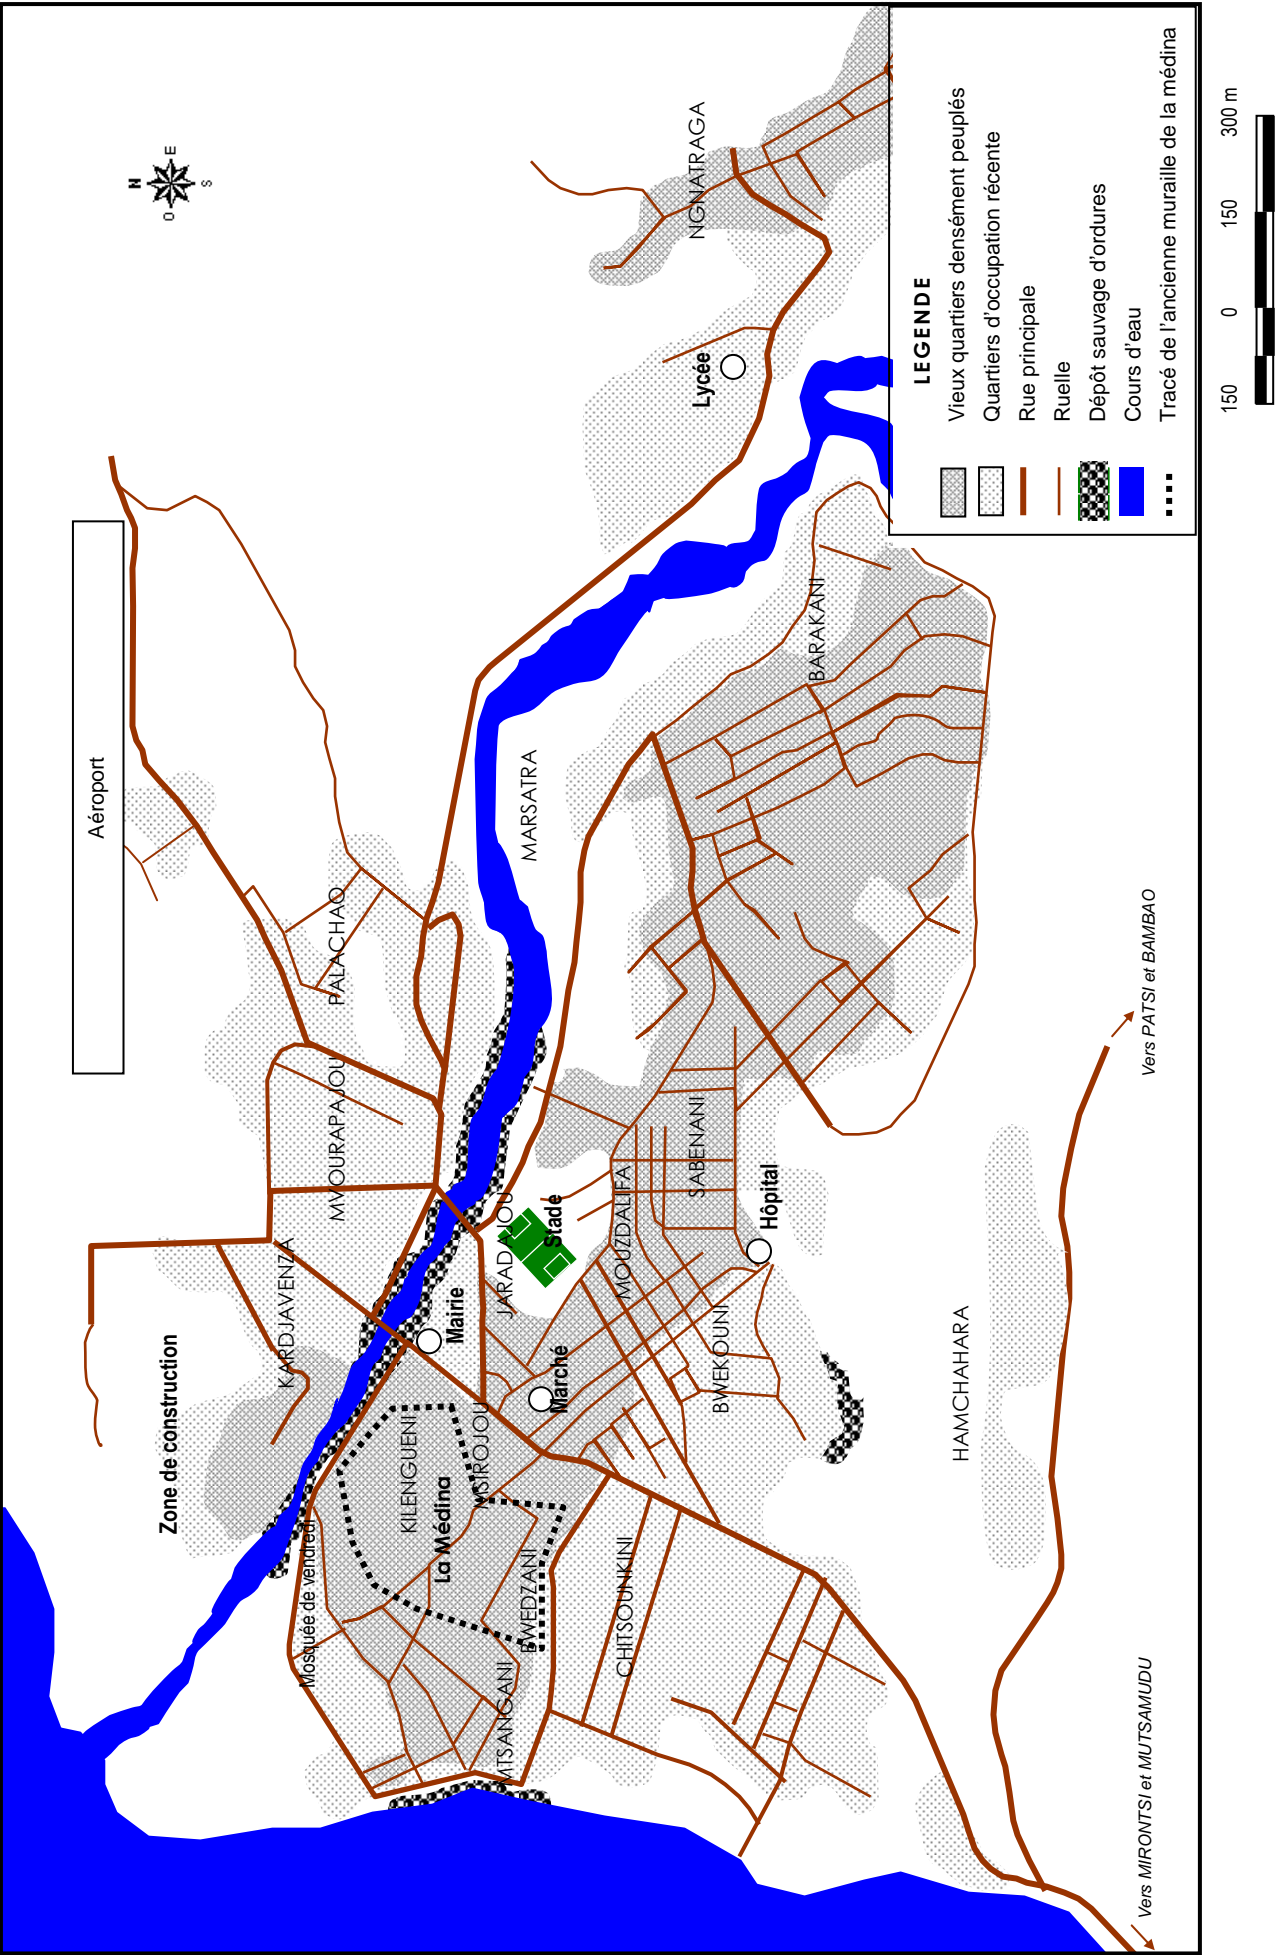 N
O
E
S
Aéroport
Zone de construction
KARDJAVENZA
MVOURAPAJOU
PALACHAO
NGNATRAGA
Lycée
MARSATRA
BARAKANI
Mosquée de vendredi
KILENGUENI
La Médina
MSIROJOU
Mairie
JARADAJOU
Stade
Marché
MOUZDALIFA
SABENANI
Hôpital
BWEKOUNI
BWEDZANI
MTSANGANI
CHITSOUNKINI
HAMCHAHARA
Vers PATSI et BAMBAO
Vers MIRONTSI et MUTSAMUDU
LEGENDE
Vieux quartiers densément peuplés
Quartiers d'occupation récente
Rue principale
Ruelle
Dépôt sauvage d'ordures
Cours d'eau
Tracé de l'ancienne muraille de la médina
150 0 150 300 m